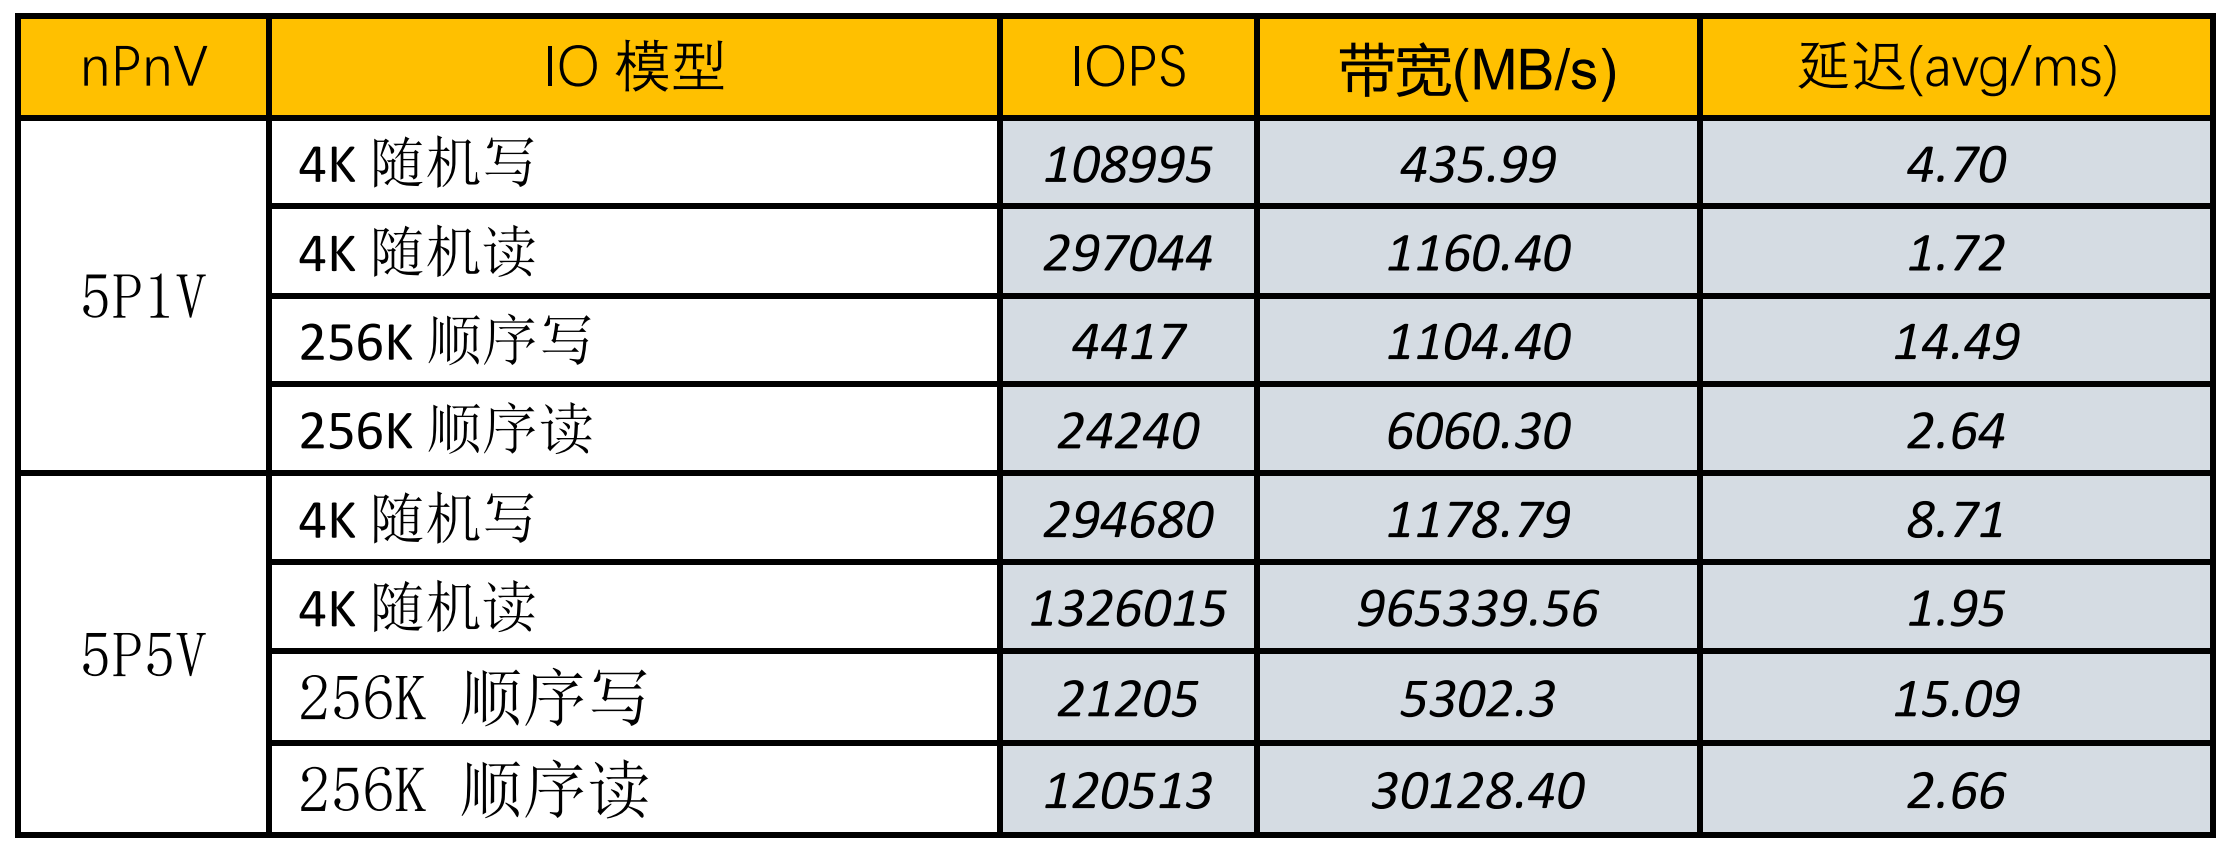 nPnV IO 模型 IOPS 带宽(MB/s) 延迟(avg/ms)
5P1V 4K 随机写 108995 435.99 4.70
4K 随机读 297044 1160.40 1.72
256K 顺序写 4417 1104.40 14.49
256K 顺序读 24240 6060.30 2.64
5P5V 4K 随机写 294680 1178.79 8.71
4K 随机读 1326015 965339.56 1.95
256K 顺序写 21205 5302.3 15.09
256K 顺序读 120513 30128.40 2.66